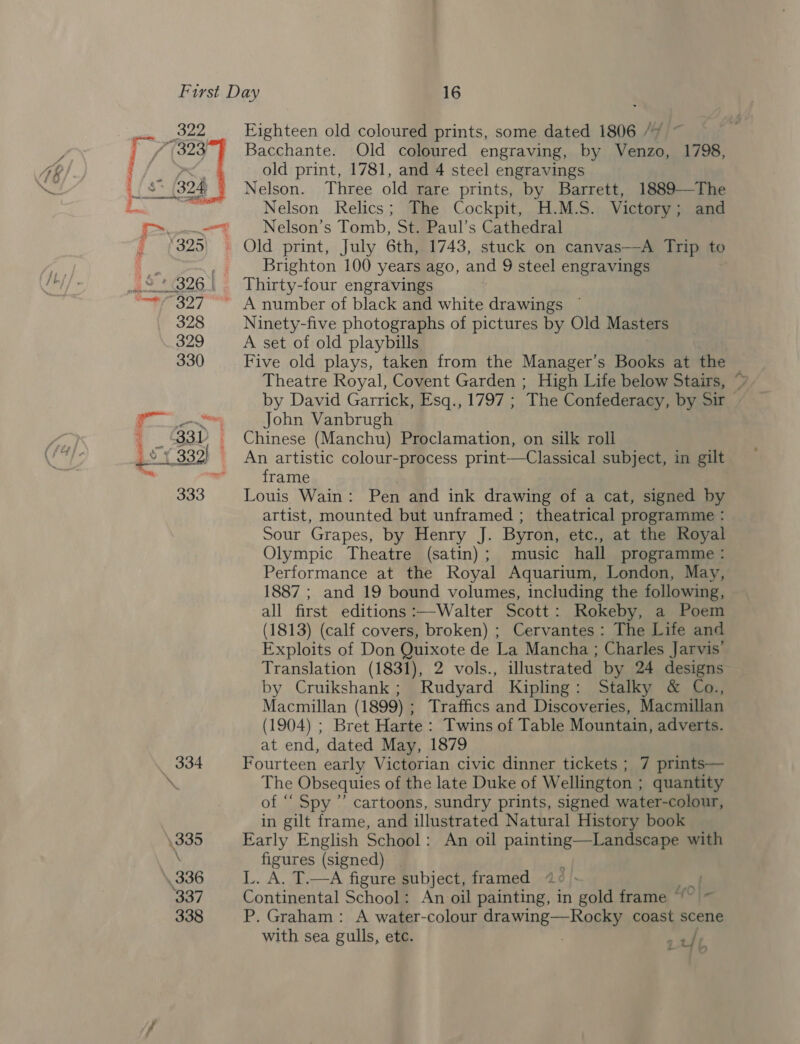 First Day 16
322 Eighteen old coloured prints, some dated 1806
323 Bacchante. Old coloured engraving, by Venzo, 1798,
old print, 1781, and 4 steel engravings
324 Nelson. Three old rare prints, by Barrett, 1889—The
Nelson Relics; The Cockpit, H.M.S. Victory; and
Nelson's Tomb, St. Paul's Cathedral
325 Old print, July 6th, 1743, stuck on canvas—A Trip to
Brighton 100 years ago, and 9 steel engravings
326 Thirty-four engravings
327 A number of black and white drawings
328 Ninety-five photographs of pictures by Old Masters
329 A set of old playbills
330 Five old plays, taken from the Manager's Books at the
Theatre Royal, Covent Garden ; High Life below Stairs,
by David Garrick, Esq., 1797 ; The Confederacy, by Sir
John Vanbrugh
331 Chinese (Manchu) Proclamation, on silk roll
332 An artistic colour-process print—Classical subject, in gilt
frame
333 Louis Wain : Pen and ink drawing of a cat, signed by
artist, mounted but unframed ; theatrical programme :
Sour Grapes, by Henry J. Byron, etc., at the Royal
Olympic Theatre (satin) ; music hall programme :
Performance at the Royal Aquarium, London, May,
1887 ; and 19 bound volumes, including the following,
all first editions :—Walter Scott : Rokeby, a Poem
(1813) (calf covers, broken) ; Cervantes : The Life and
Exploits of Don Quixote de La Mancha ; Charles Jarvis'
Translation (1831), 2 vols., illustrated by 24 designs
by Cruikshank ; Rudyard Kipling : Stalky & Co.,
Macmillan (1899) ; Traffics and Discoveries, Macmillan
(1904) ; Bret Harte : Twins of Table Mountain, adverts.
at end, dated May, 1879
334 Fourteen early Victorian civic dinner tickets ; 7 prints—
The Obsequies of the late Duke of Wellington ; quantity
of “ Spy ” cartoons, sundry prints, signed water-colour,
in gilt frame, and illustrated Natural History book
335 Early English School : An oil painting—Landscape with
figures (signed)
336 L. A. T.—A figure subject, framed
337 Continental School : An oil painting, in gold frame
338 P. Graham : A water-colour drawing—Rocky coast scene
with sea gulls, etc.